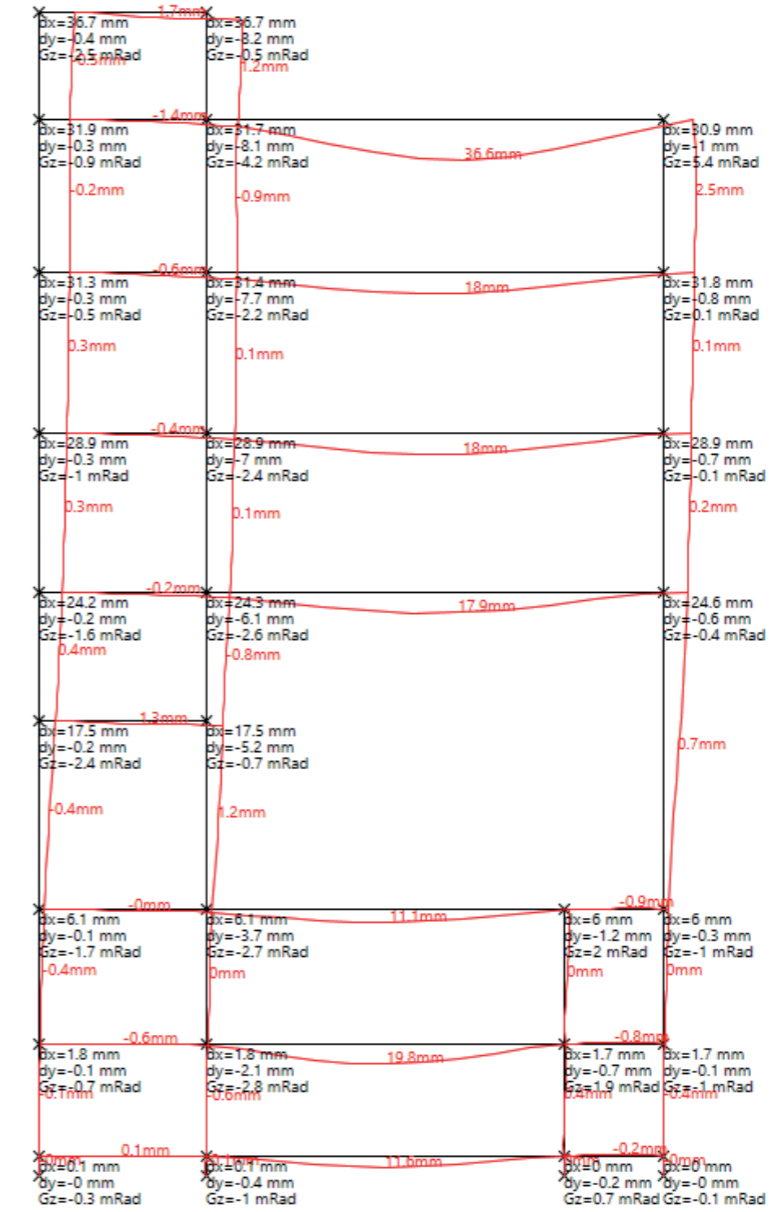 1.7mm
dx=36.7 mm
dy=-0.4 mm
Gz=-2.5 mRad
-0.5mm
dx=36.7 mm
dy=-8.2 mm
Gz=-0.5 mRad
1.2mm
-1.4mm
dx=31.9 mm
dy=-0.3 mm
Gz=-0.9 mRad
dx=31.7 mm
dy=-8.1 mm
Gz=-4.2 mRad
36.6mm
dx=30.9 mm
dy=-1 mm
Gz=5.4 mRad
-0.2mm
-0.9mm
2.5mm
-0.6mm
dx=31.3 mm
dy=-0.3 mm
Gz=-0.5 mRad
dx=31.4 mm
dy=-7.7 mm
Gz=-2.2 mRad
18mm
dx=31.8 mm
dy=-0.8 mm
Gz=0.1 mRad
0.3mm
0.1mm
0.1mm
-0.4mm
dx=28.9 mm
dy=-0.3 mm
Gz=-1 mRad
dx=28.9 mm
dy=-7 mm
Gz=-2.4 mRad
18mm
dx=28.9 mm
dy=-0.7 mm
Gz=-0.1 mRad
0.3mm
0.1mm
0.2mm
-0.2mm
dx=24.2 mm
dy=-0.2 mm
Gz=-1.6 mRad
dx=24.3 mm
dy=-6.1 mm
Gz=-2.6 mRad
17.9mm
dx=24.6 mm
dy=-0.6 mm
Gz=-0.4 mRad
0.4mm
-0.8mm
1.3mm
dx=17.5 mm
dy=-0.2 mm
Gz=-2.4 mRad
dx=17.5 mm
dy=-5.2 mm
Gz=-0.7 mRad
0.7mm
-0.4mm
1.2mm
-0mm
dx=6.1 mm
dy=-0.1 mm
Gz=-1.7 mRad
dx=6.1 mm
dy=-3.7 mm
Gz=-2.7 mRad
11.1mm
-0.9mm
dx=6 mm
dy=-1.2 mm
Gz=2 mRad
dx=6 mm
dy=-0.3 mm
Gz=-1 mRad
-0.4mm
0mm
0mm
0mm
-0.6mm
dx=1.8 mm
dy=-0.1 mm
Gz=-0.7 mRad
-0.1mm
dx=1.8 mm
dy=-2.1 mm
Gz=-2.8 mRad
-0.6mm
19.8mm
-0.8mm
dx=1.7 mm
dy=-0.7 mm
Gz=1.9 mRad
0.4mm
dx=1.7 mm
dy=-0.1 mm
Gz=-1 mRad
-0.4mm
0.1mm
0mm
dx=0.1 mm
dy=-0 mm
Gz=-0.3 mRad
dx=0.1 mm
dy=-0.4 mm
Gz=-1 mRad
11.6mm
-0.2mm
dx=0 mm
dy=-0.2 mm
Gz=0.7 mRad
0mm
dx=0 mm
dy=-0 mm
Gz=-0.1 mRad